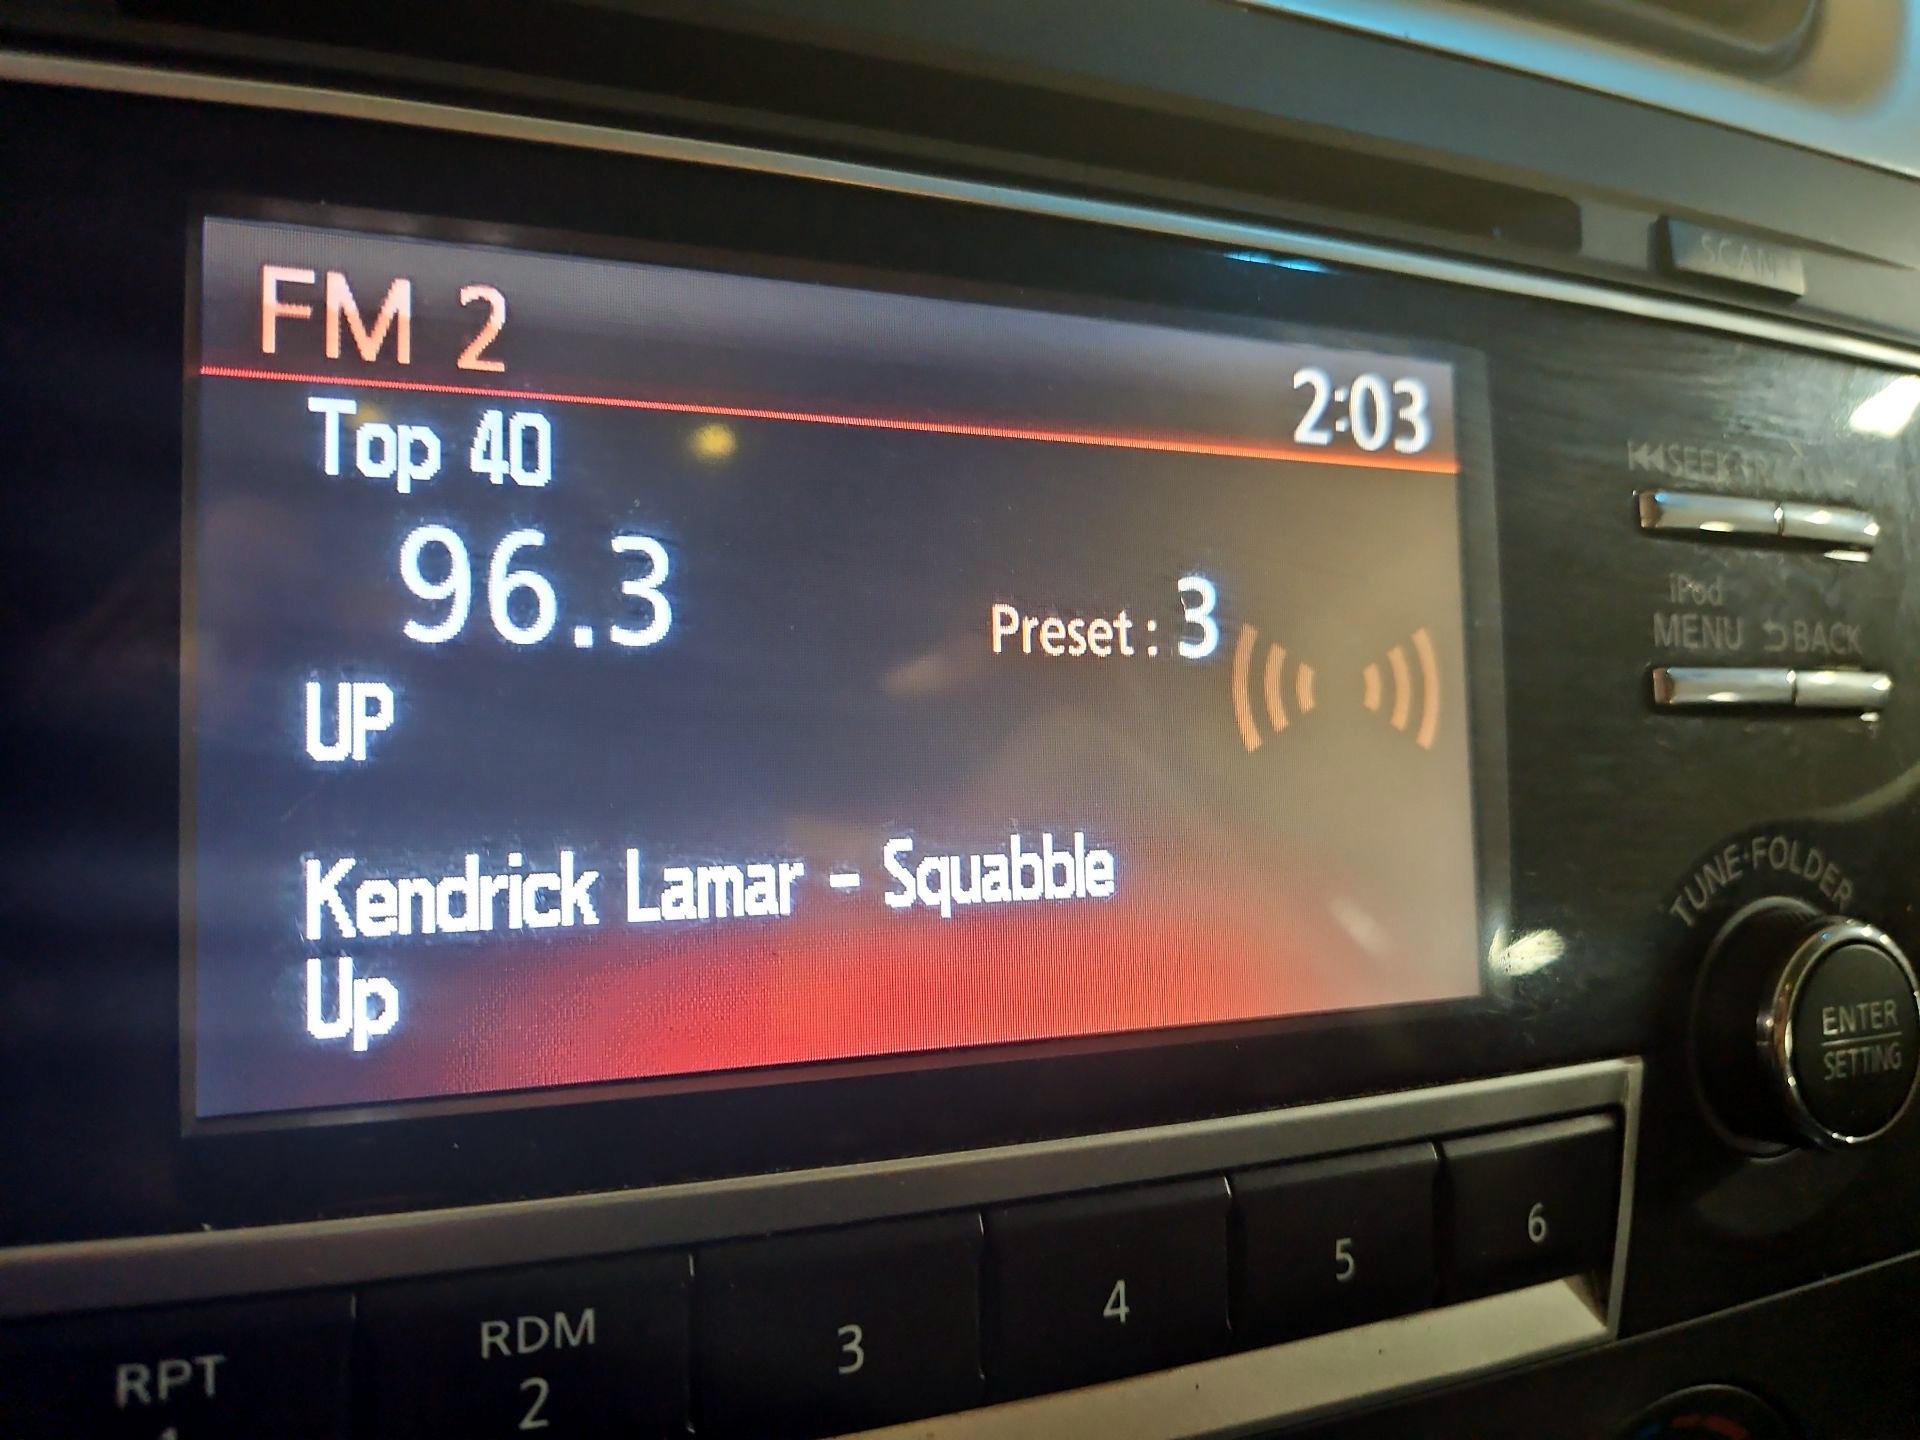 SCAN
FM 2
2:03
Top 40
96.3
Preset : 3
UP
Kendrick Lamar - Squabble
Up
SEEK
iPod
MENU BACK
TUNE·FOLDER
ENTER
SETTING
RPT
RDM
2
3
4
5
6